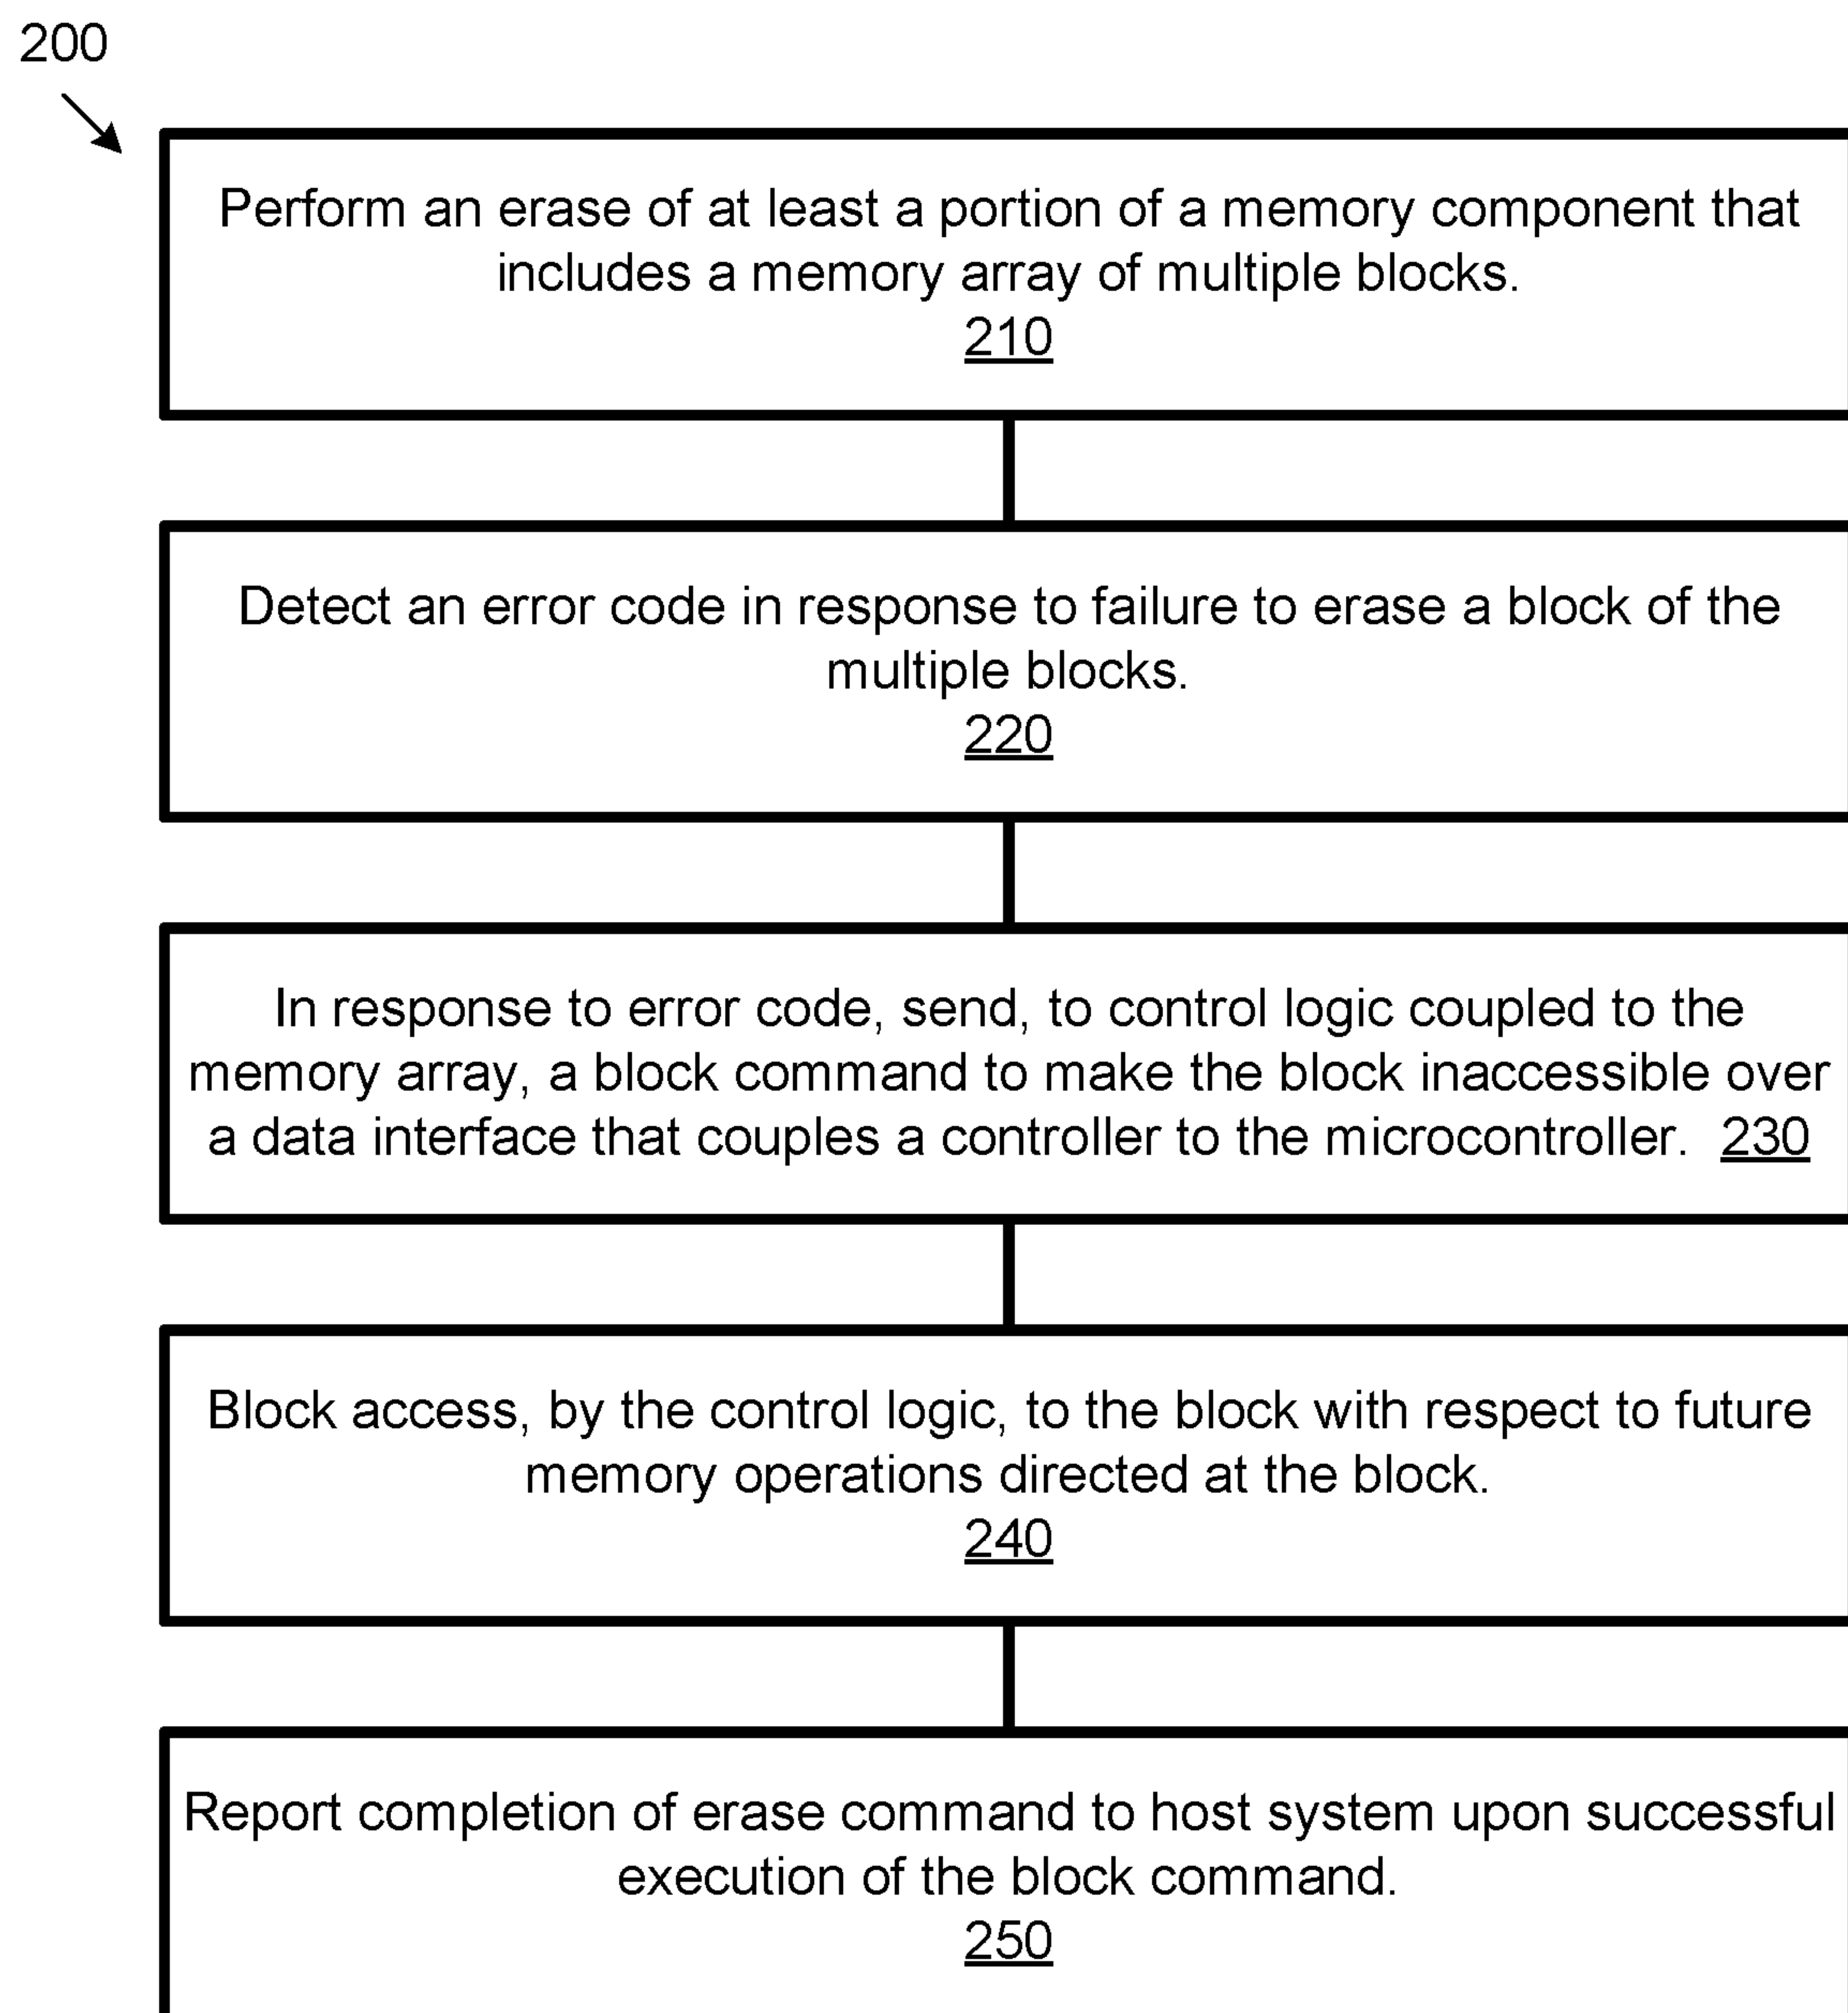 200
Perform an erase of at least a portion of a memory component that
includes a memory array of multiple blocks.
210
Detect an error code in response to failure to erase a block of the
multiple blocks.
220
In response to error code, send, to control logic coupled to the
memory array, a block command to make the block inaccessible over
a data interface that couples a controller to the microcontroller. 230
Block access, by the control logic, to the block with respect to future
memory operations directed at the block.
240
Report completion of erase command to host system upon successful
execution of the block command.
250